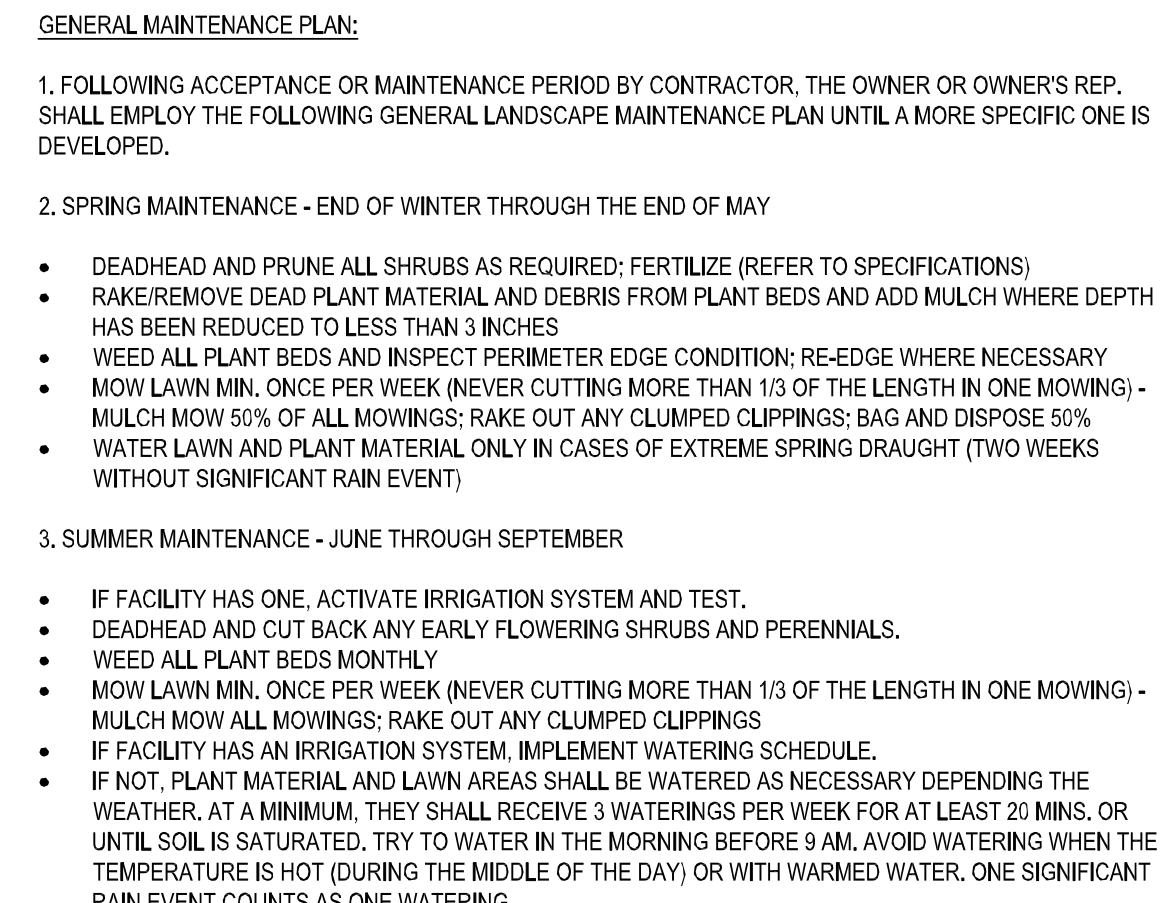 GENERAL MAINTENANCE PLAN:
1. FOLLOWING ACCEPTANCE OR MAINTENANCE PERIOD BY CONTRACTOR, THE OWNER OR OWNER'S REP.
SHALL EMPLOY THE FOLLOWING GENERAL LANDSCAPE MAINTENANCE PLAN UNTIL A MORE SPECIFIC ONE IS
DEVELOPED.
2. SPRING MAINTENANCE - END OF WINTER THROUGH THE END OF MAY
• DEADHEAD AND PRUNE ALL SHRUBS AS REQUIRED; FERTILIZE (REFER TO SPECIFICATIONS)
• RAKE/REMOVE DEAD PLANT MATERIAL AND DEBRIS FROM PLANT BEDS AND ADD MULCH WHERE DEPTH
HAS BEEN REDUCED TO LESS THAN 3 INCHES
• WEED ALL PLANT BEDS AND INSPECT PERIMETER EDGE CONDITION; RE-EDGE WHERE NECESSARY
• MOW LAWN MIN. ONCE PER WEEK (NEVER CUTTING MORE THAN 1/3 OF THE LENGTH IN ONE MOWING) -
MULCH MOW 50% OF ALL MOWINGS; RAKE OUT ANY CLUMPED CLIPPINGS; BAG AND DISPOSE 50%
• WATER LAWN AND PLANT MATERIAL ONLY IN CASES OF EXTREME SPRING DRAUGHT (TWO WEEKS
WITHOUT SIGNIFICANT RAIN EVENT)
3. SUMMER MAINTENANCE - JUNE THROUGH SEPTEMBER
• IF FACILITY HAS ONE, ACTIVATE IRRIGATION SYSTEM AND TEST.
• DEADHEAD AND CUT BACK ANY EARLY FLOWERING SHRUBS AND PERENNIALS.
• WEED ALL PLANT BEDS MONTHLY
• MOW LAWN MIN. ONCE PER WEEK (NEVER CUTTING MORE THAN 1/3 OF THE LENGTH IN ONE MOWING) -
MULCH MOW ALL MOWINGS; RAKE OUT ANY CLUMPED CLIPPINGS
• IF FACILITY HAS AN IRRIGATION SYSTEM, IMPLEMENT WATERING SCHEDULE.
• IF NOT, PLANT MATERIAL AND LAWN AREAS SHALL BE WATERED AS NECESSARY DEPENDING THE
WEATHER. AT A MINIMUM, THEY SHALL RECEIVE 3 WATERINGS PER WEEK FOR AT LEAST 20 MINS. OR
UNTIL SOIL IS SATURATED. TRY TO WATER IN THE MORNING BEFORE 9 AM. AVOID WATERING WHEN THE
TEMPERATURE IS HOT (DURING THE MIDDLE OF THE DAY) OR WITH WARMED WATER. ONE SIGNIFICANT
RAIN EVENT COUNTS AS ONE WATERING